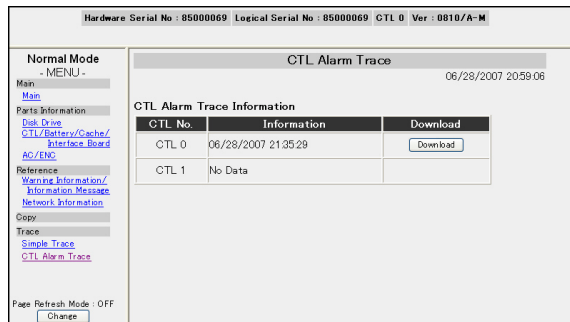 Hardware Serial No : 85000069 Logical Serial No : 85000069 CTL 0 Ver : 0810/A-M
Normal Mode
- MENU -
Main
Main
Parts Information
Disk Drive
CTL/Battery/Cache/
Interface Board
AC/ENC
Reference
Warning Information/
Information Message
Network Information
Copy
Trace
Simple Trace
CTL Alarm Trace
Page Refresh Mode : OFF
Change
CTL Alarm Trace
06/28/2007 20:59:06
CTL Alarm Trace Information
CTL No. Information Download
CTL 0 06/28/2007 21:35:29 Download
CTL 1 No Data